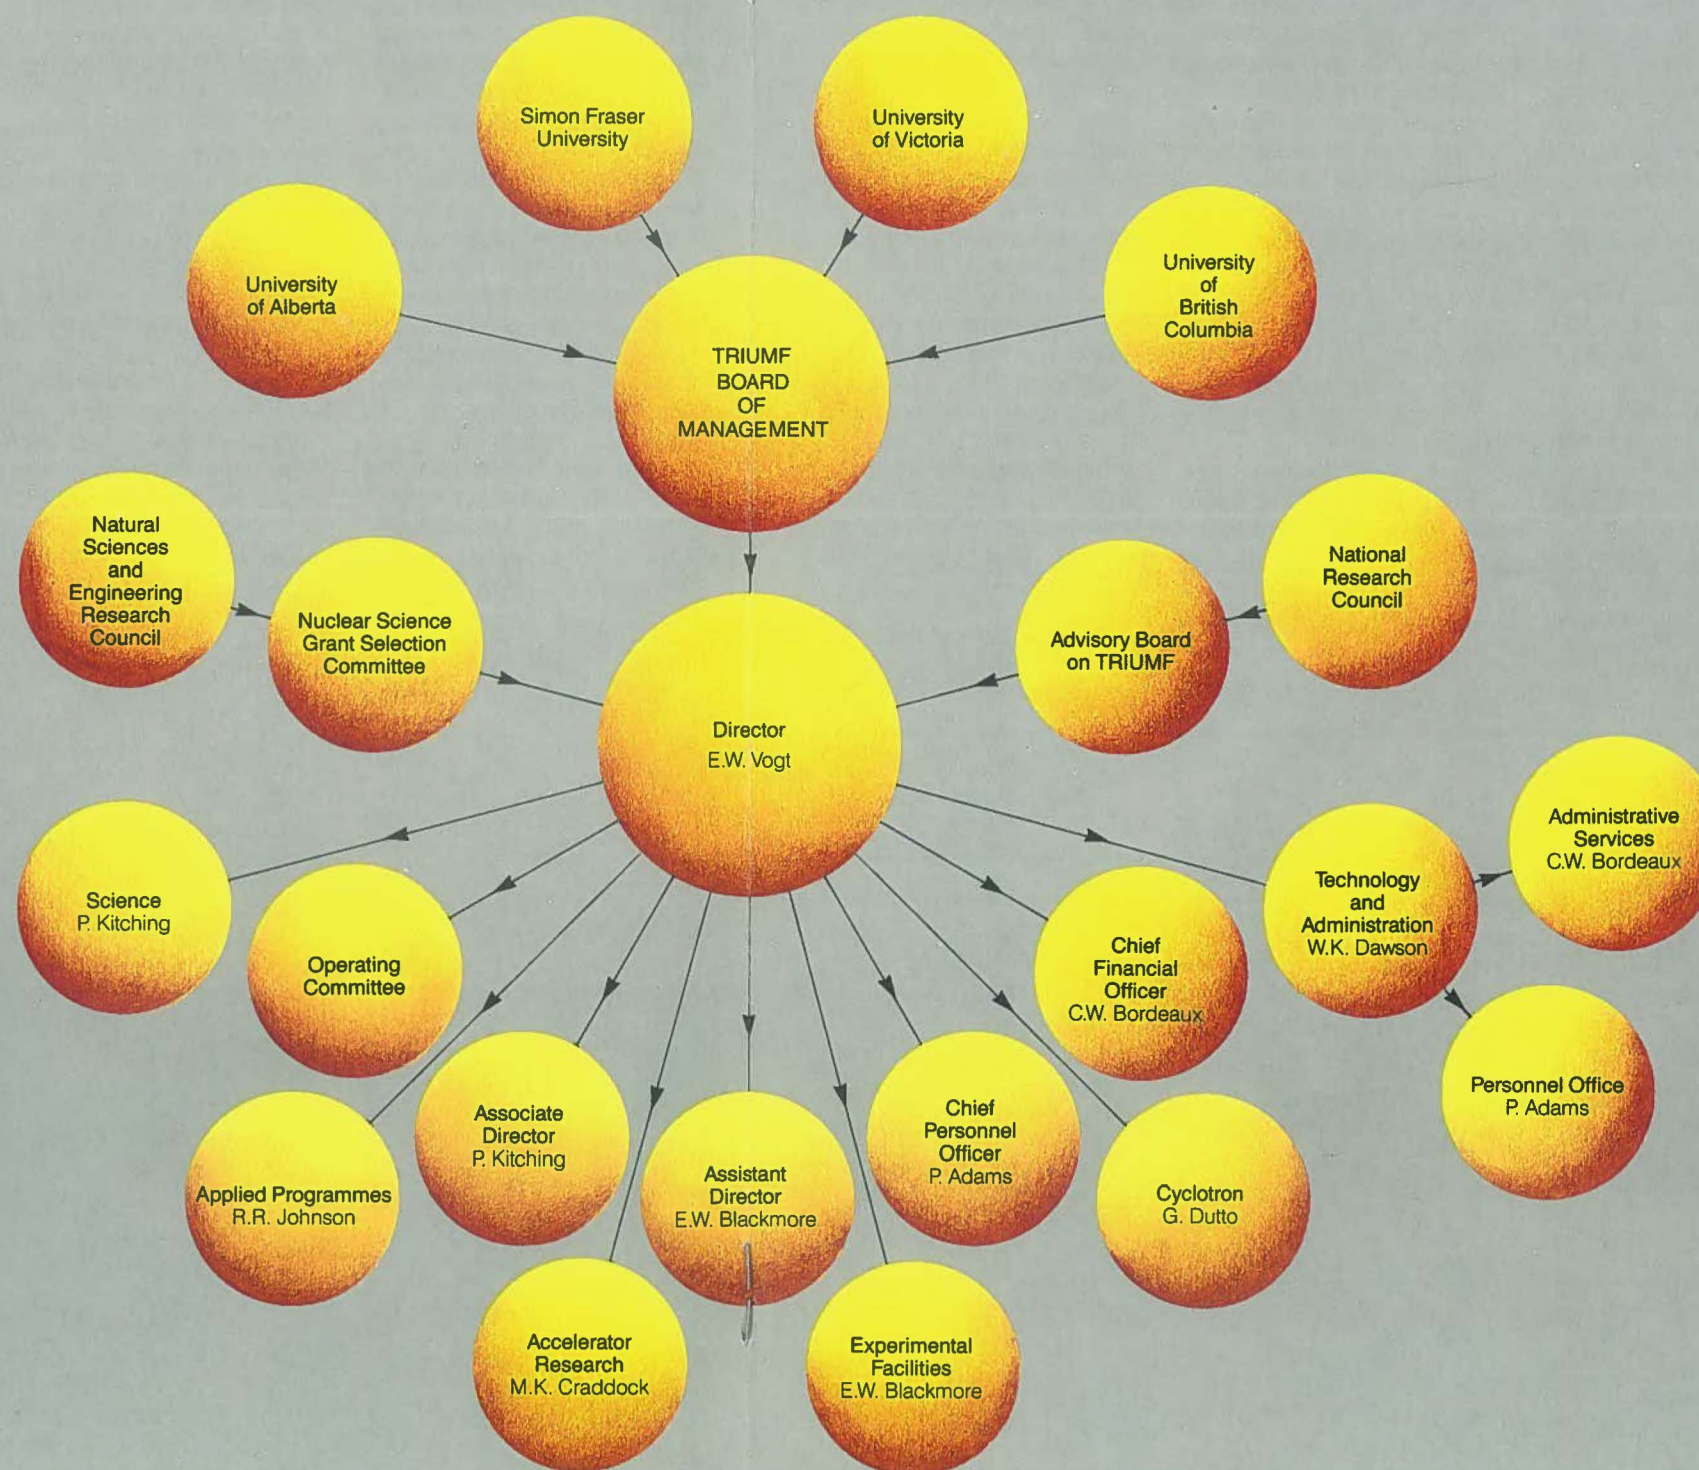 Simon Fraser
University
University
of Victoria
University
of Alberta
University
of
British
Columbia
TRIUMF
BOARD
OF
MANAGEMENT
Natural
Sciences
and
Engineering
Research
Council
Nuclear Science
Grant Selection
Committee
Advisory Board
on TRIUMF
National
Research
Council
Director
E.W. Vogt
Science
P. Kitching
Operating
Committee
Applied Programmes
R.R. Johnson
Associate
Director
P. Kitching
Accelerator
Research
M.K. Craddock
Assistant
Director
E.W. Blackmore
Experimental
Facilities
E.W. Blackmore
Chief
Personnel
Officer
P. Adams
Cyclotron
G. Dutto
Chief
Financial
Officer
C.W. Bordeaux
Technology
and
Administration
W.K. Dawson
Administrative
Services
C.W. Bordeaux
Personnel Office
P. Adams